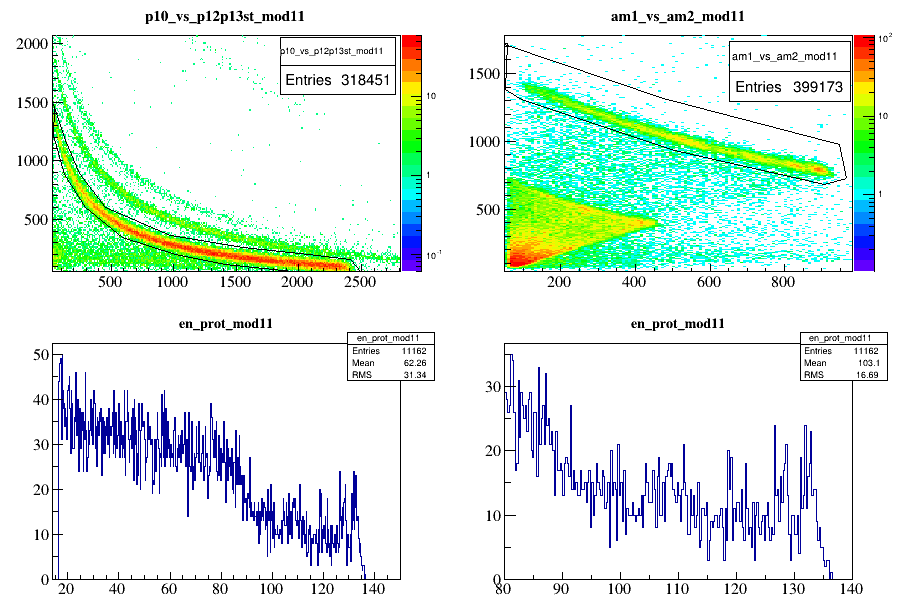 p10_vs_p12p13st_mod11
p10_vs_p12p13st_mod11
Entries 318451
2000
1500
1000
500
500 1000 1500 2000 2500
10
1
10^-1
am1_vs_am2_mod11
am1_vs_am2_mod11
Entries 399173
1500
1000
500
200 400 600 800
10^2
10
1
en_prot_mod11
en_prot_mod11
Entries 11162
Mean 62.26
RMS 31.34
50
40
30
20
10
0
20 40 60 80 100 120 140
en_prot_mod11
en_prot_mod11
Entries 11162
Mean 103.1
RMS 16.69
30
20
10
0
80 90 100 110 120 130 140